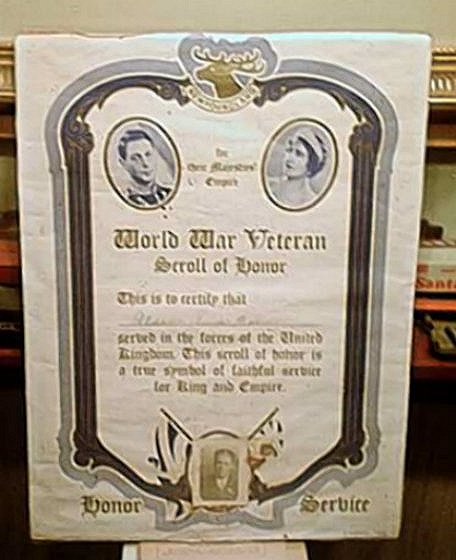 NEWFOUNDLAND
for
their Majesties'
Empire
World War Veteran
Scroll of Honor
This is to certify that
served in the forces of the United
Kingdom. This scroll of honor is
a true symbol of faithful service
for King and Empire.
Honor Service
Santa